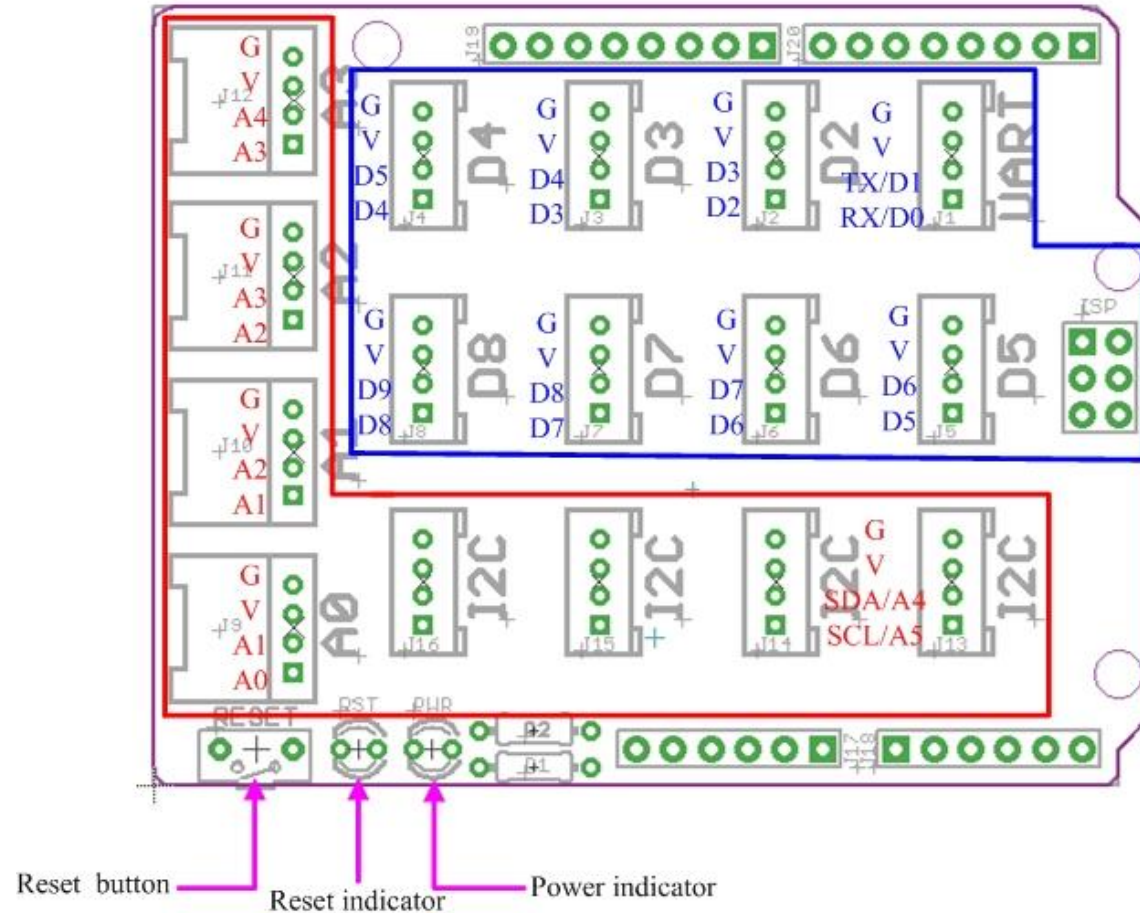 J19
J20
G
V
A4
A3
J12
A3
G
V
D5
D4
J4
D4
G
V
D4
D3
J3
D3
G
V
D3
D2
J2
D2
G
V
TX/D1
RX/D0
J1
UART
G
V
A3
A2
J11
A2
G
V
D9
D8
J8
D8
G
V
D8
D7
J7
D7
G
V
D7
D6
J6
D6
G
V
D6
D5
J5
D5
ISP
G
V
A2
A1
J10
A1
G
V
A1
A0
J9
A0
J16
I2C
J15
I2C
J14
I2C
G
V
SDA/A4
SCL/A5
J13
I2C
RESET
RST
PWR
R2
J17
J18
Reset button
Reset indicator
Power indicator